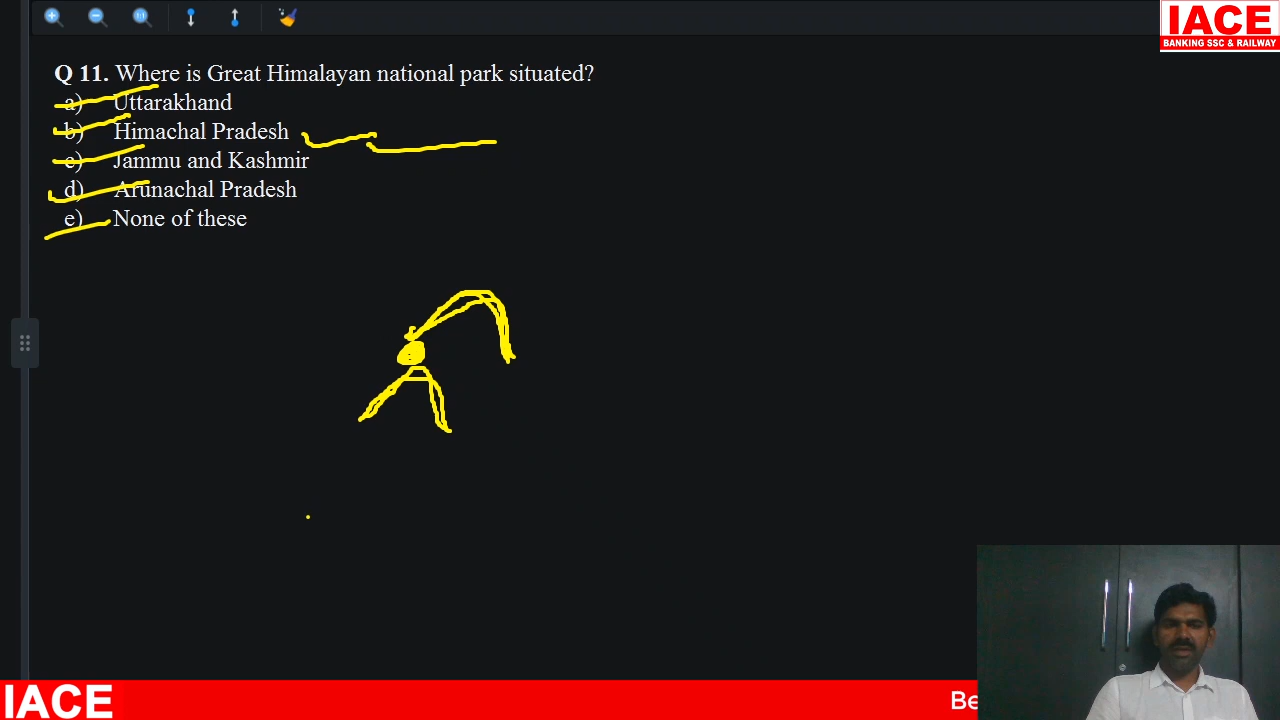 IACE
BANKING SSC & RAILWAY
Q 11. Where is Great Himalayan national park situated?
a) Uttarakhand
b) Himachal Pradesh
c) Jammu and Kashmir
d) Arunachal Pradesh
e) None of these
IACE
Be